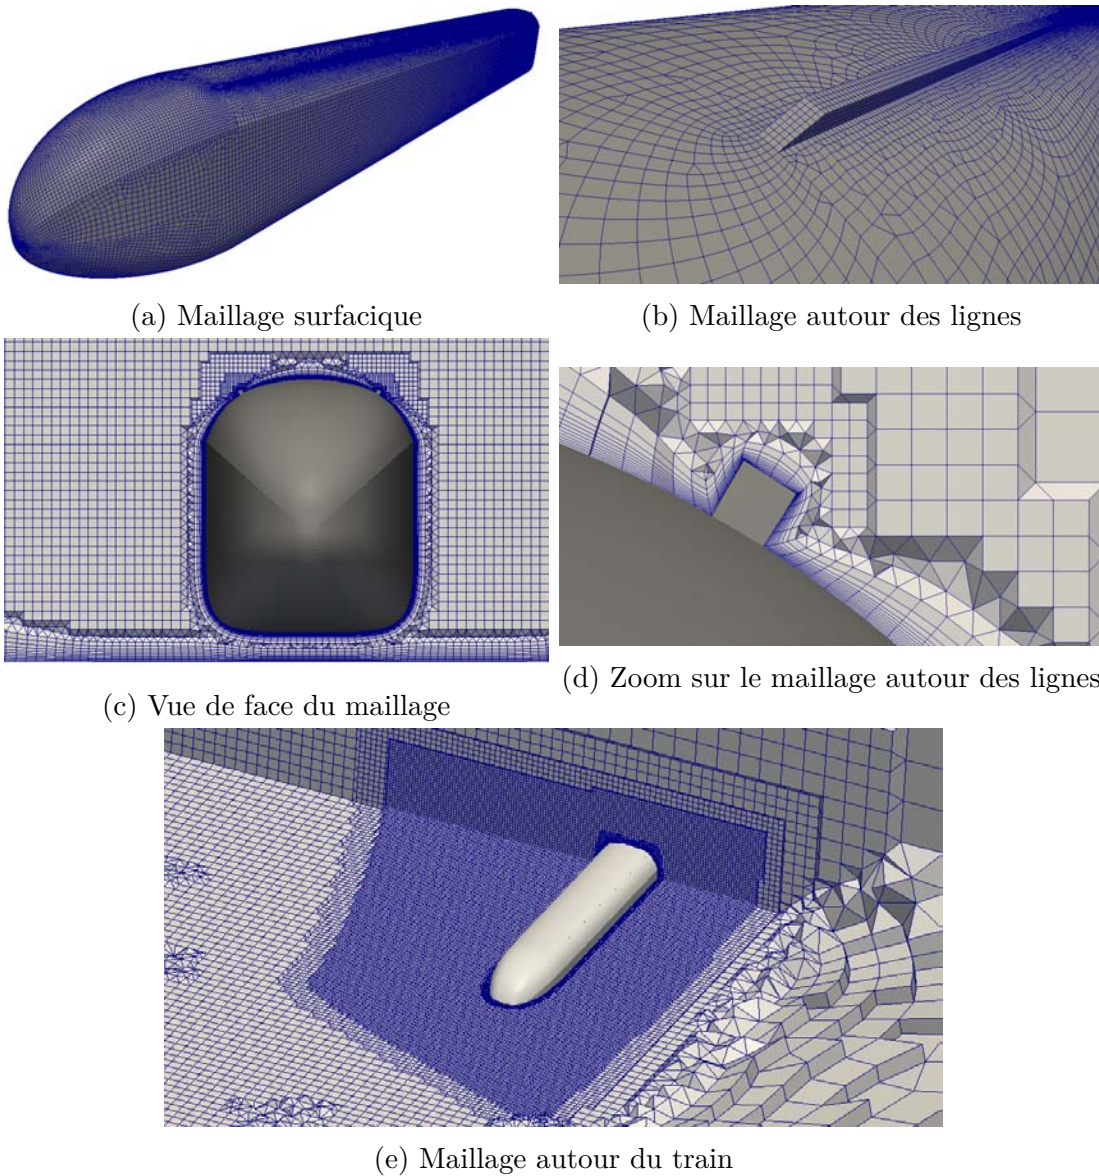 (a) Maillage surfacique
(b) Maillage autour des lignes
(c) Vue de face du maillage
(d) Zoom sur le maillage autour des lignes
(e) Maillage autour du train